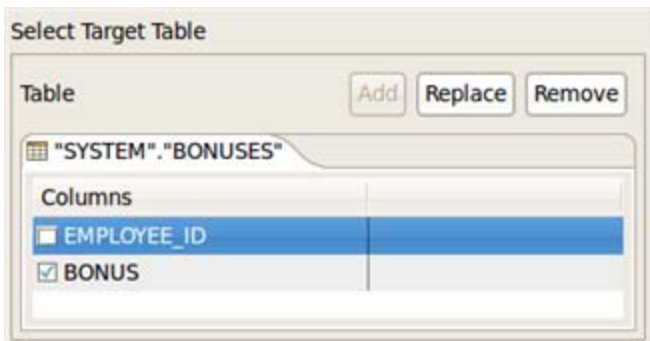 Select Target Table
Table Add Replace Remove
"SYSTEM"."BONUSES"
Columns
EMPLOYEE_ID
BONUS